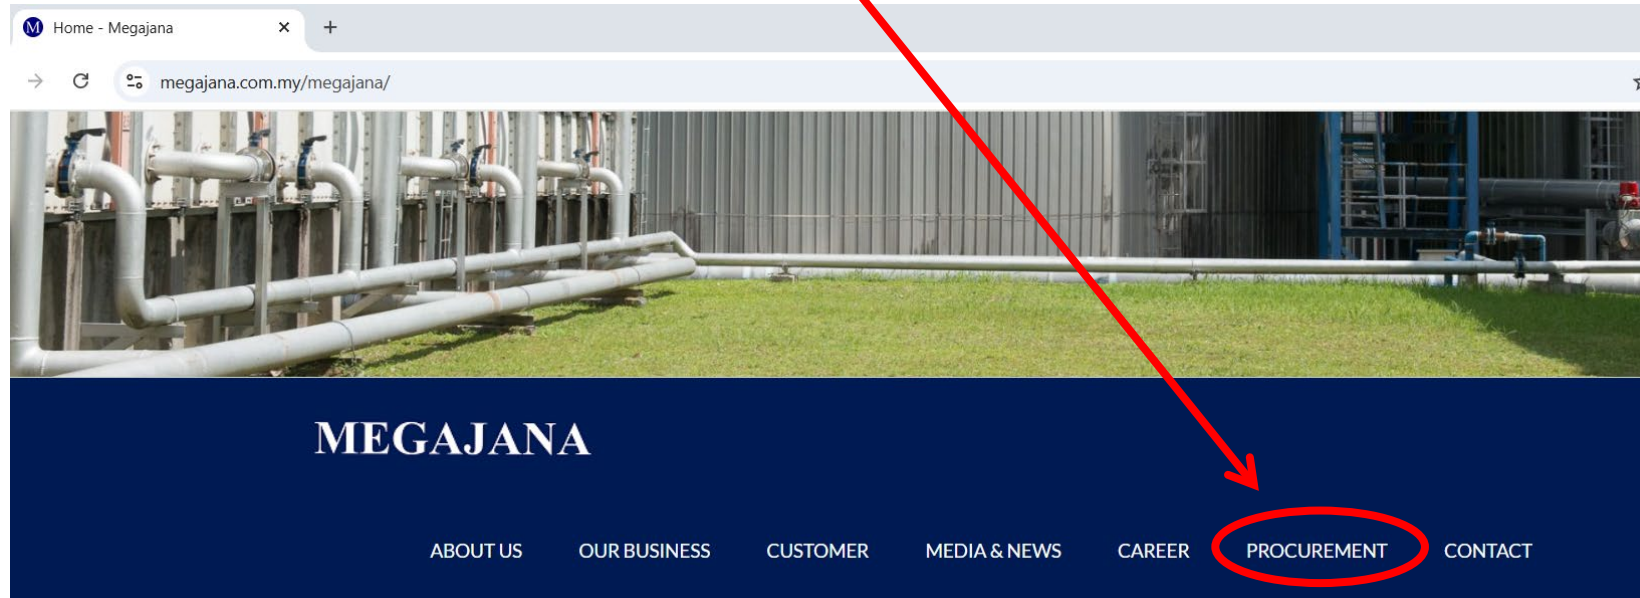 M Home - Megajana
megajana.com.my/megajana/
MEGAJANA
ABOUT US OUR BUSINESS CUSTOMER MEDIA & NEWS CAREER PROCUREMENT CONTACT